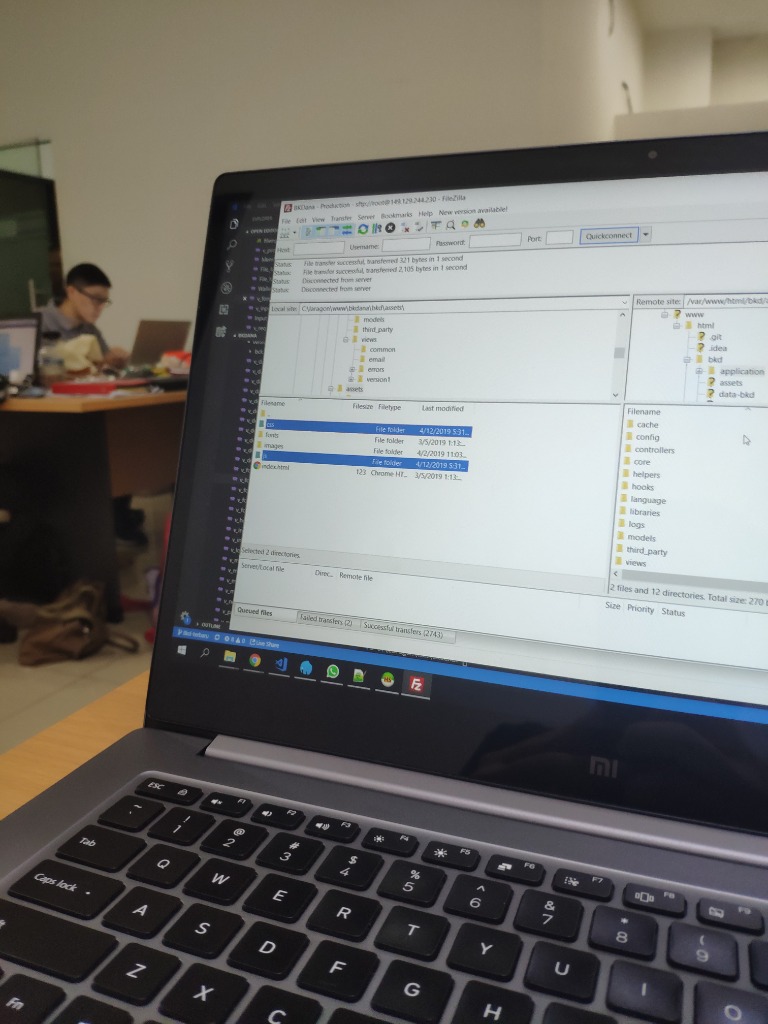 BKDana - Production - sftp://root@149.129.244.230 - FileZilla
File Edit View Transfer Server Bookmarks Help New version available!
Host: Username: Password: Port: Quickconnect
Status: File transfer successful, transferred 321 bytes in 1 second
Status: File transfer successful, transferred 2,105 bytes in 1 second
Status: Disconnected from server
Status: Disconnected from server
Local site: C:\laragon\www\bkdana\bkd\assets\
models
third_party
views
common
email
errors
version1
assets
Remote site: /var/www/html/bkd/a
www
html
.git
.idea
bkd
application
assets
data-bkd
Filename Filesize Filetype Last modified
..
css File folder 4/12/2019 5:31...
fonts File folder 3/5/2019 1:13:...
images File folder 4/2/2019 11:03...
js File folder 4/12/2019 5:31...
index.html 123 Chrome HT... 3/5/2019 1:13:...
Selected 2 directories.
Filename
cache
config
controllers
core
helpers
hooks
language
libraries
logs
models
third_party
views
2 files and 12 directories. Total size: 270
Server/Local file Direc... Remote file
Size Priority Status
Queued files Failed transfers (2) Successful transfers (2743)
OUTLINE
Live Share
Fz
mi
ESC F1 F2 F3 F4 F5 F6 F7 F8 F9
~ ! 1 @ 2 # 3 $ 4 % 5 ^ 6 & 7 * 8 ( 9
Tab Q W E R T Y U I O
Caps lock A S D F G H
Z X C
Fn